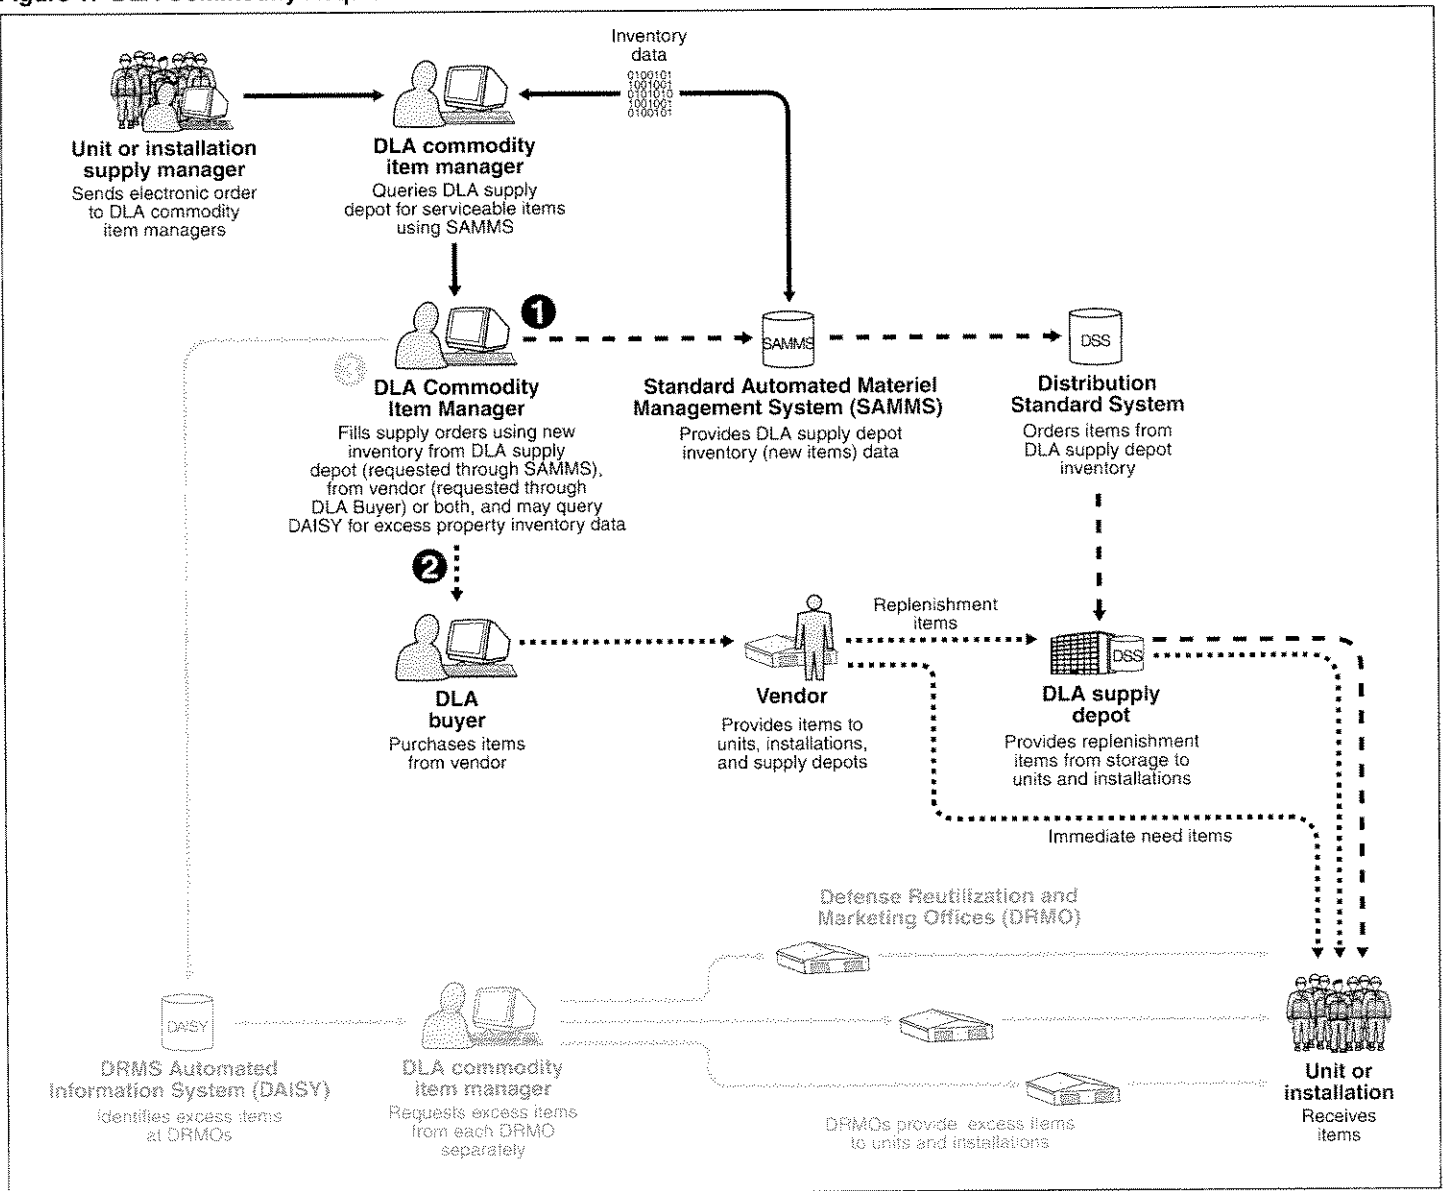 Inventory
data
0100101
1001001
0101010
1001001
0100101
Unit or installation
supply manager
Sends electronic order
to DLA commodity
item managers
DLA commodity
item manager
Queries DLA supply
depot for serviceable items
using SAMMS
1
3
DLA Commodity
Item Manager
Fills supply orders using new
inventory from DLA supply
depot (requested through SAMMS),
from vendor (requested through
DLA Buyer) or both, and may query
DAISY for excess property inventory data
SAMMS
Standard Automated Materiel
Management System (SAMMS)
Provides DLA supply depot
inventory (new items) data
DSS
Distribution
Standard System
Orders items from
DLA supply depot
inventory
2
DLA
buyer
Purchases items
from vendor
Vendor
Provides items to
units, installations,
and supply depots
Replenishment
items
DSS
DLA supply
depot
Provides replenishment
items from storage to
units and installations
Immediate need items
Defense Reutilization and
Marketing Offices (DRMO)
DAISY
DRMS Automated
Information System (DAISY)
Identifies excess items
at DRMOs
DLA commodity
item manager
Requests excess items
from each DRMO
separately
DRMOs provide excess items
to units and installations
Unit or
installation
Receives
items